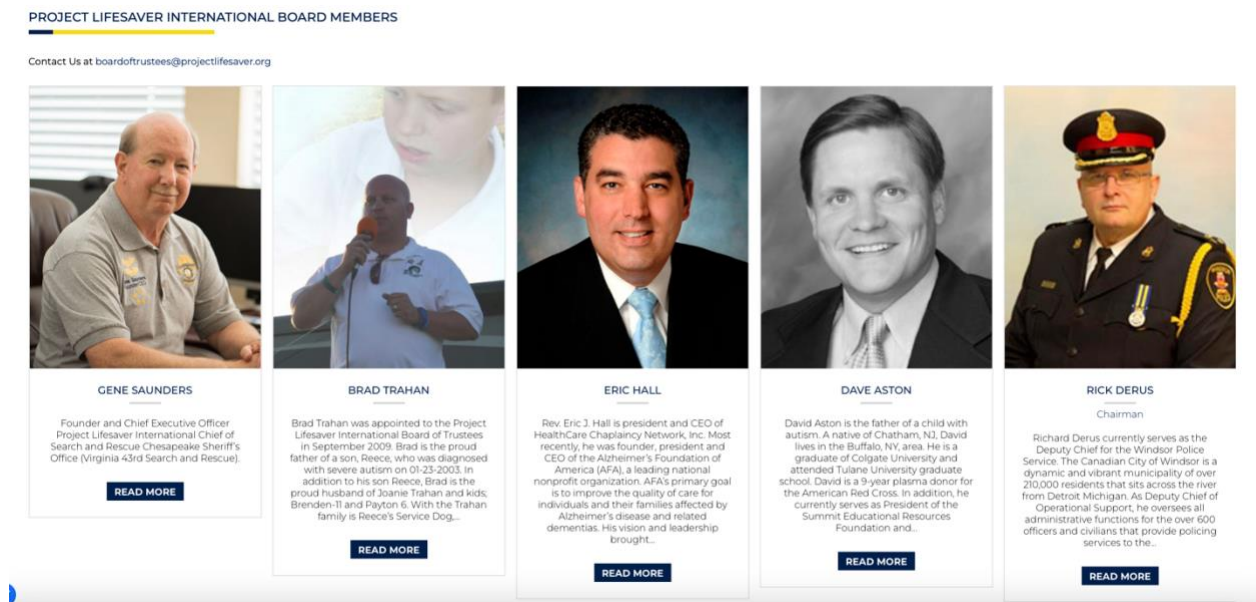 PROJECT LIFESAVER INTERNATIONAL BOARD MEMBERS
Contact Us at boardoftrustees@projectlifesaver.org
GENE SAUNDERS
Founder and Chief Executive Officer
Project Lifesaver International Chief of
Search and Rescue Chesapeake Sheriff's
Office (Virginia 43rd Search and Rescue).
READ MORE
BRAD TRAHAN
Brad Trahan was appointed to the Project
Lifesaver International Board of Trustees
in September 2009. Brad is the proud
father of a son, Reece, who was diagnosed
with severe autism on 01-23-2003. In
addition to his son Reece, Brad is the
proud husband of Joanie Trahan and kids;
Brenden-11 and Payton 6. With the Trahan
family is Reece's Service Dog,...
READ MORE
ERIC HALL
Rev. Eric J. Hall is president and CEO of
HealthCare Chaplaincy Network, Inc. Most
recently, he was founder, president and
CEO of the Alzheimer's Foundation of
America (AFA), a leading national
nonprofit organization. AFA's primary goal
is to improve the quality of care for
individuals and their families affected by
Alzheimer's disease and related
dementias. His vision and leadership
brought...
READ MORE
DAVE ASTON
David Aston is the father of a child with
autism. A native of Chatham, NJ, David
lives in the Buffalo, NY, area. He is a
graduate of Colgate University and
attended Tulane University graduate
school. David is a 9-year plasma donor for
the American Red Cross. In addition, he
currently serves as President of the
Summit Educational Resources
Foundation and...
READ MORE
RICK DERUS
Chairman
Richard Derus currently serves as the
Deputy Chief for the Windsor Police
Service. The Canadian City of Windsor is a
dynamic and vibrant municipality of over
210,000 residents that sits across the river
from Detroit Michigan. As Deputy Chief of
Operational Support, he oversees all
administrative functions for the over 600
officers and civilians that provide policing
services to the...
READ MORE